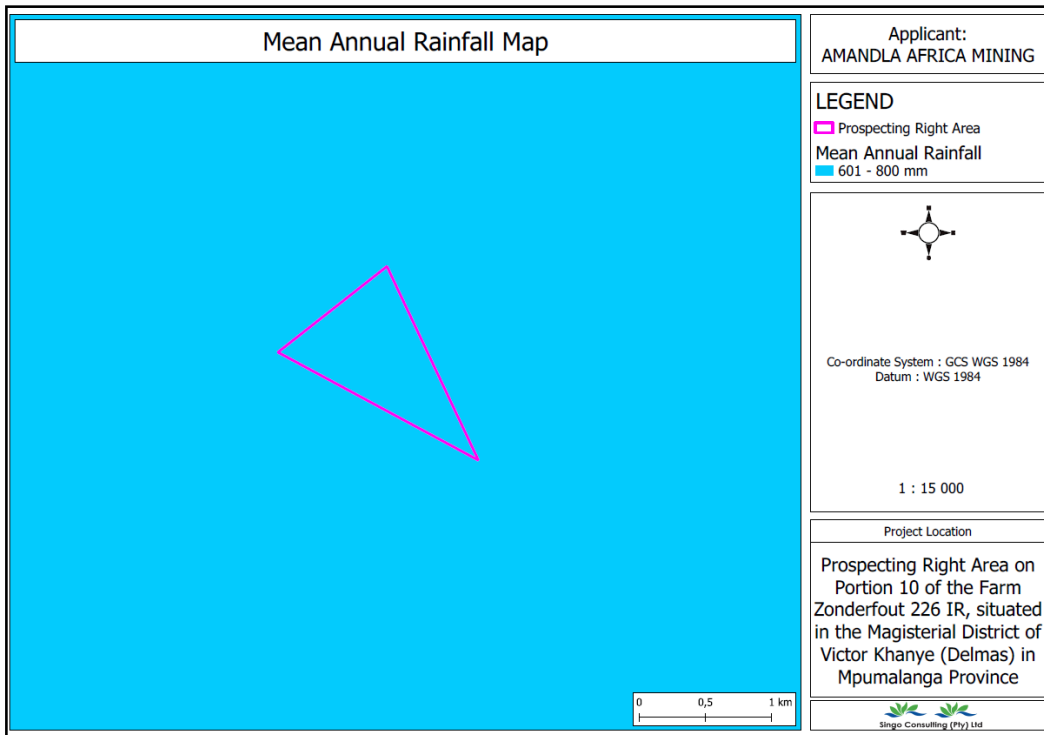 Mean Annual Rainfall Map
Applicant:
AMANDLA AFRICA MINING
LEGEND
Prospecting Right Area
Mean Annual Rainfall
601 - 800 mm
Co-ordinate System : GCS WGS 1984
Datum : WGS 1984
1 : 15 000
Project Location
Prospecting Right Area on
Portion 10 of the Farm
Zonderfout 226 IR, situated
in the Magisterial District of
Victor Khanye (Delmas) in
Mpumalanga Province
0 0,5 1 km
Singo Consulting (Pty) Ltd